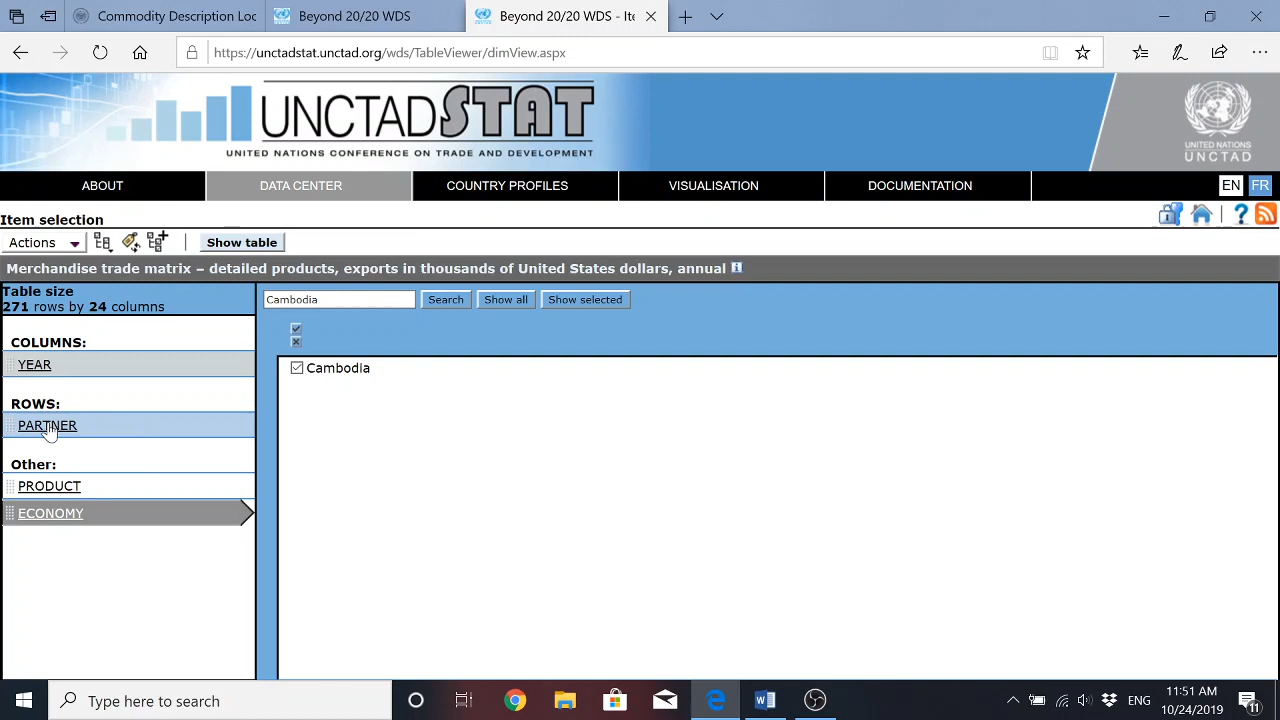 Commodity Description Loc
Beyond 20/20 WDS
Beyond 20/20 WDS - Ite
https://unctadstat.unctad.org/wds/TableViewer/dimView.aspx
UNCTADSTAT
UNITED NATIONS CONFERENCE ON TRADE AND DEVELOPMENT
UNITED NATIONS
UNCTAD
ABOUT
DATA CENTER
COUNTRY PROFILES
VISUALISATION
DOCUMENTATION
EN
FR
Item selection
Actions
Show table
Merchandise trade matrix – detailed products, exports in thousands of United States dollars, annual
Table size
271 rows by 24 columns
Cambodia
Search
Show all
Show selected
COLUMNS:
YEAR
Cambodia
ROWS:
PARTNER
Other:
PRODUCT
ECONOMY
Type here to search
ENG
11:51 AM
10/24/2019
11